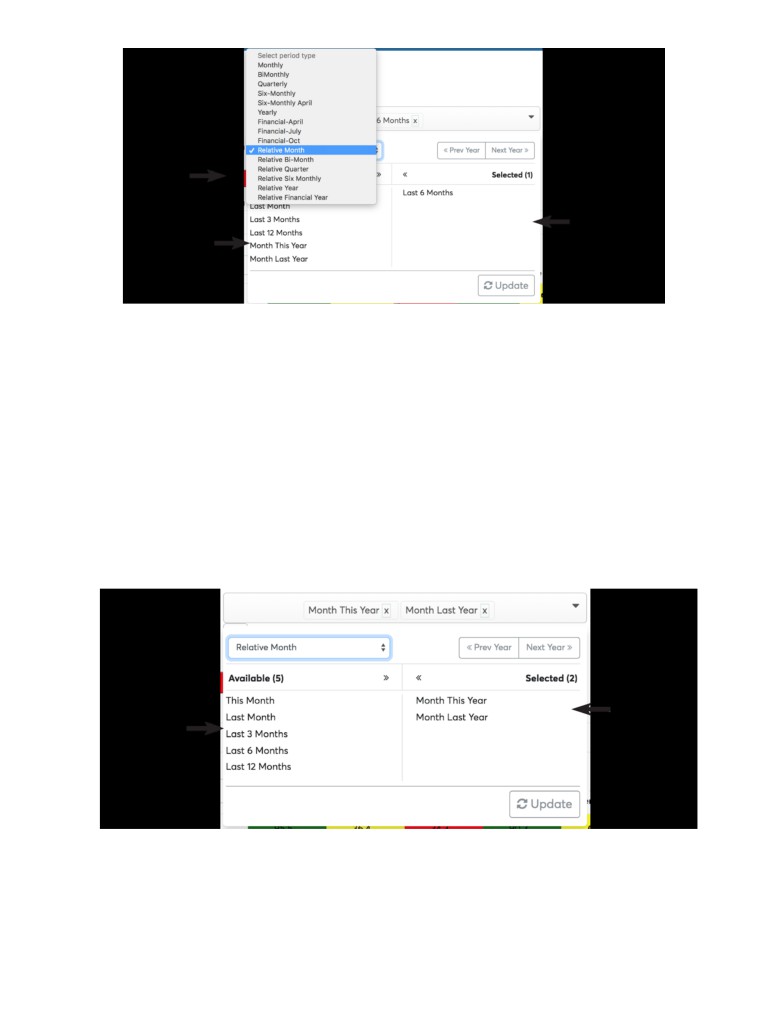 Select period type
Monthly
BiMonthly
Quarterly
Six-Monthly
Six-Monthly April
Yearly
Financial-April
Financial-July
Financial-Oct
✓ Relative Month
Relative Bi-Month
Relative Quarter
Relative Six Monthly
Relative Year
Relative Financial Year
6 Months x
« Prev Year Next Year »
» « Selected (1)
Last 6 Months
Last Month
Last 3 Months
Last 12 Months
Month This Year
Month Last Year
Update
Month This Year x Month Last Year x
Relative Month
« Prev Year Next Year »
Available (5) » « Selected (2)
This Month
Last Month
Last 3 Months
Last 6 Months
Last 12 Months
Month This Year
Month Last Year
Update